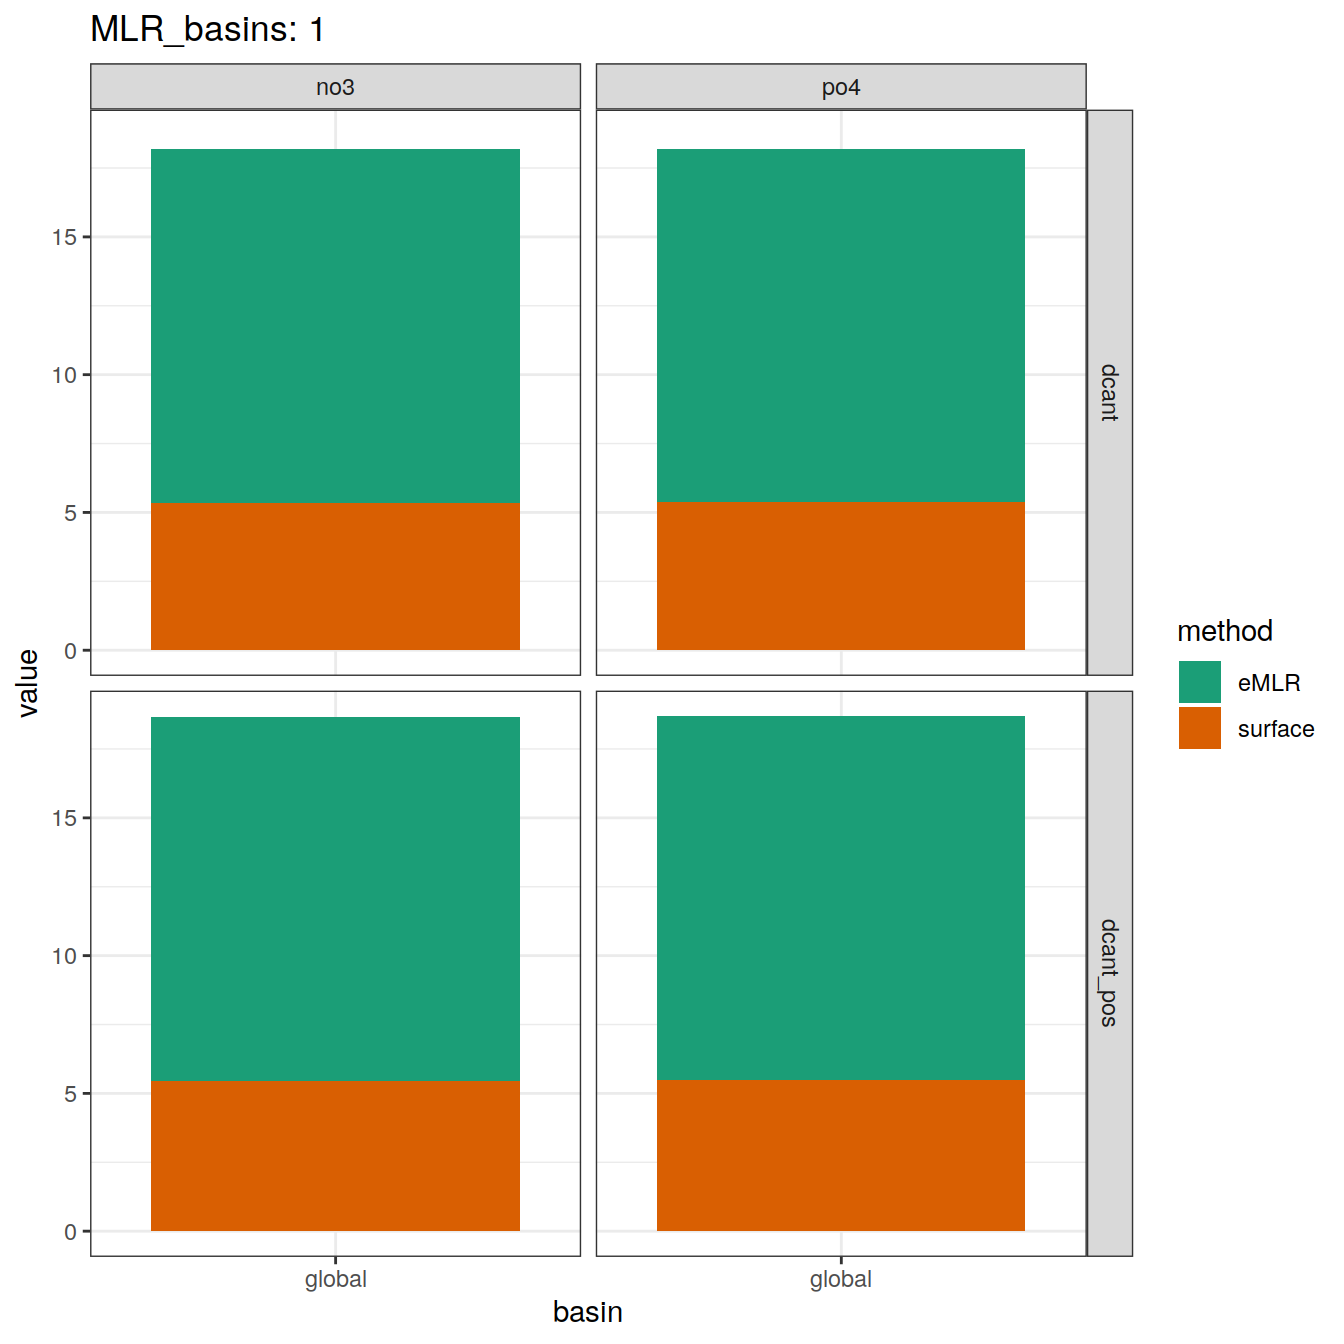 MLR_basins: 1
no3
po4
15
10
5
0
dcant
15
10
5
0
dcant_pos
value
global
global
basin
method
eMLR
surface